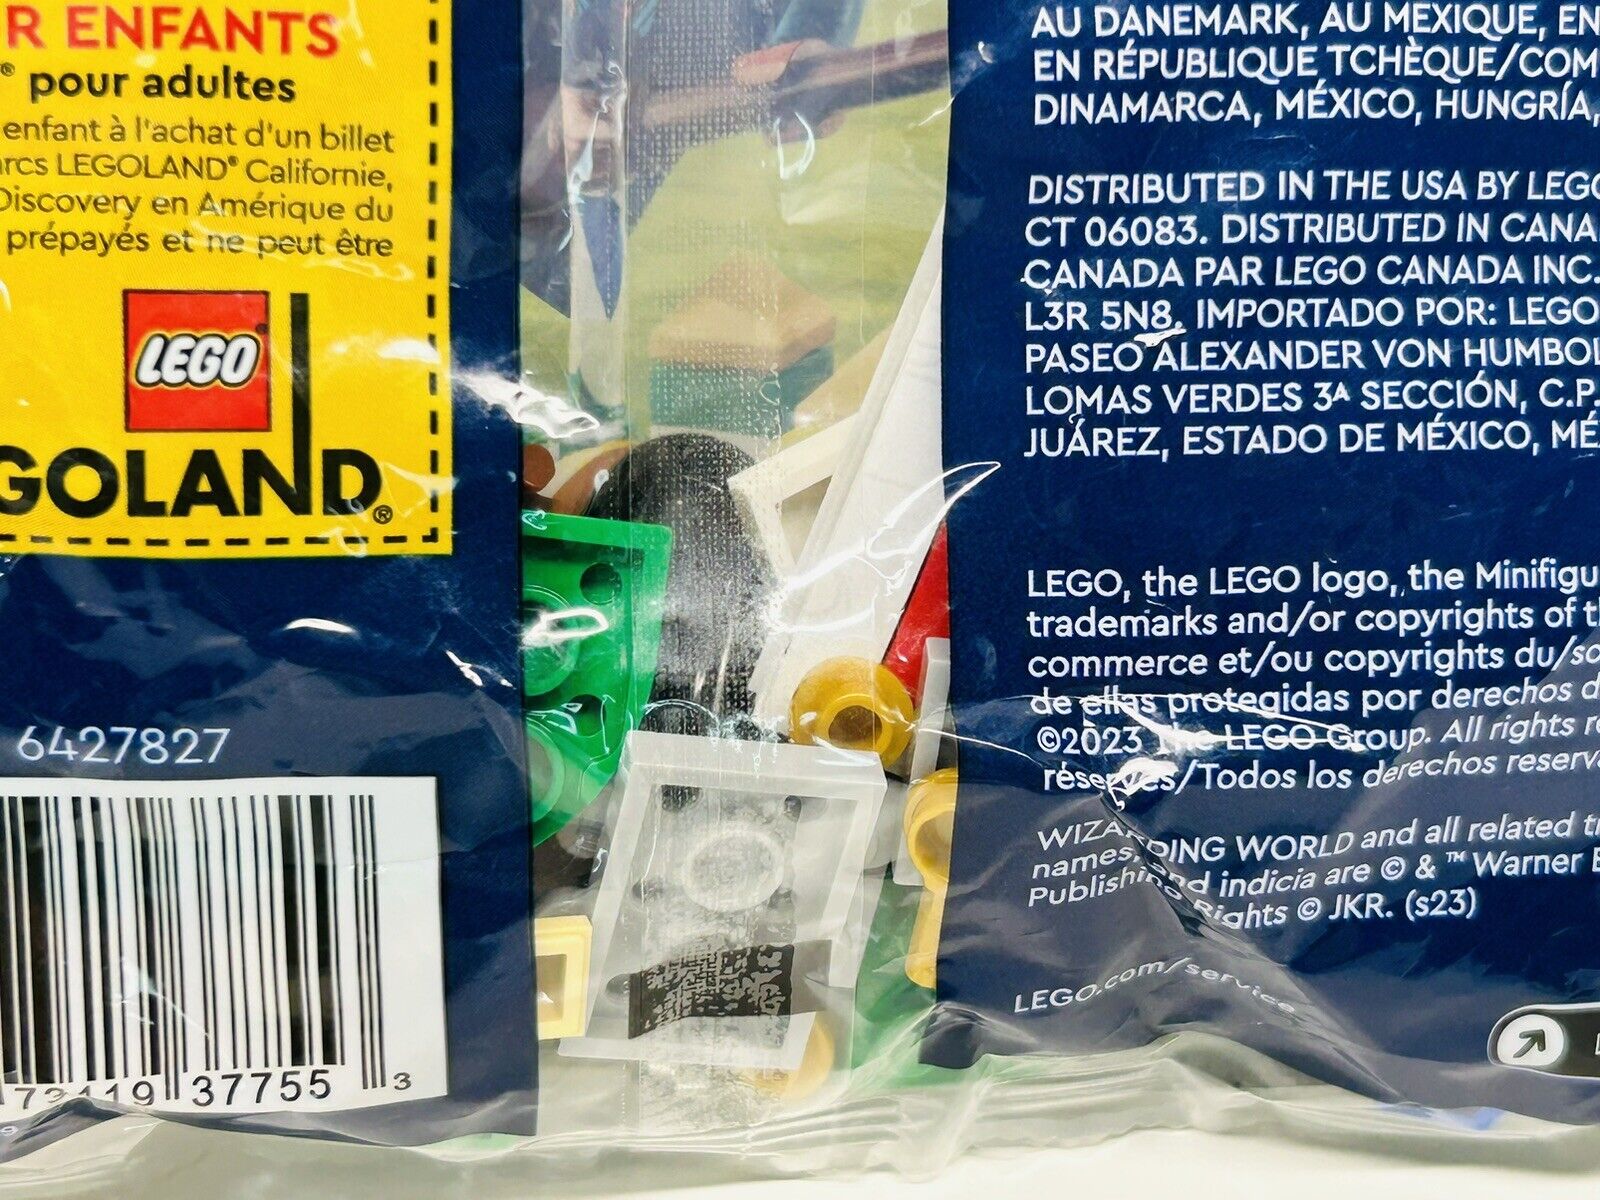 R ENFANTS
® pour adultes
enfant à l'achat d'un billet
arcs LEGOLAND® Californie,
Discovery en Amérique du
prépayés et ne peut être
LEGO
GOLAND®
6427827
37755 3
AU DANEMARK, AU MEXIQUE, EN
EN RÉPUBLIQUE TCHÈQUE/COM
DINAMARCA, MÉXICO, HUNGRÍA,
DISTRIBUTED IN THE USA BY LEGO
CT 06083. DISTRIBUTED IN CANA
CANADA PAR LEGO CANADA INC.
L3R 5N8. IMPORTADO POR: LEGO
PASEO ALEXANDER VON HUMBOL
LOMAS VERDES 3ᴬ SECCIÓN, C.P.
JUÁREZ, ESTADO DE MÉXICO, MÉ
LEGO, the LEGO logo, the Minifigu
trademarks and/or copyrights of t
commerce et/ou copyrights du/so
de ellas protegidas por derechos d
©2023 The LEGO Group. All rights r
réservés/Todos los derechos reserv
WIZARDING WORLD and all related t
names, and indicia are © & ™ Warner B
Publishing Rights © JKR. (s23)
LEGO.com/service